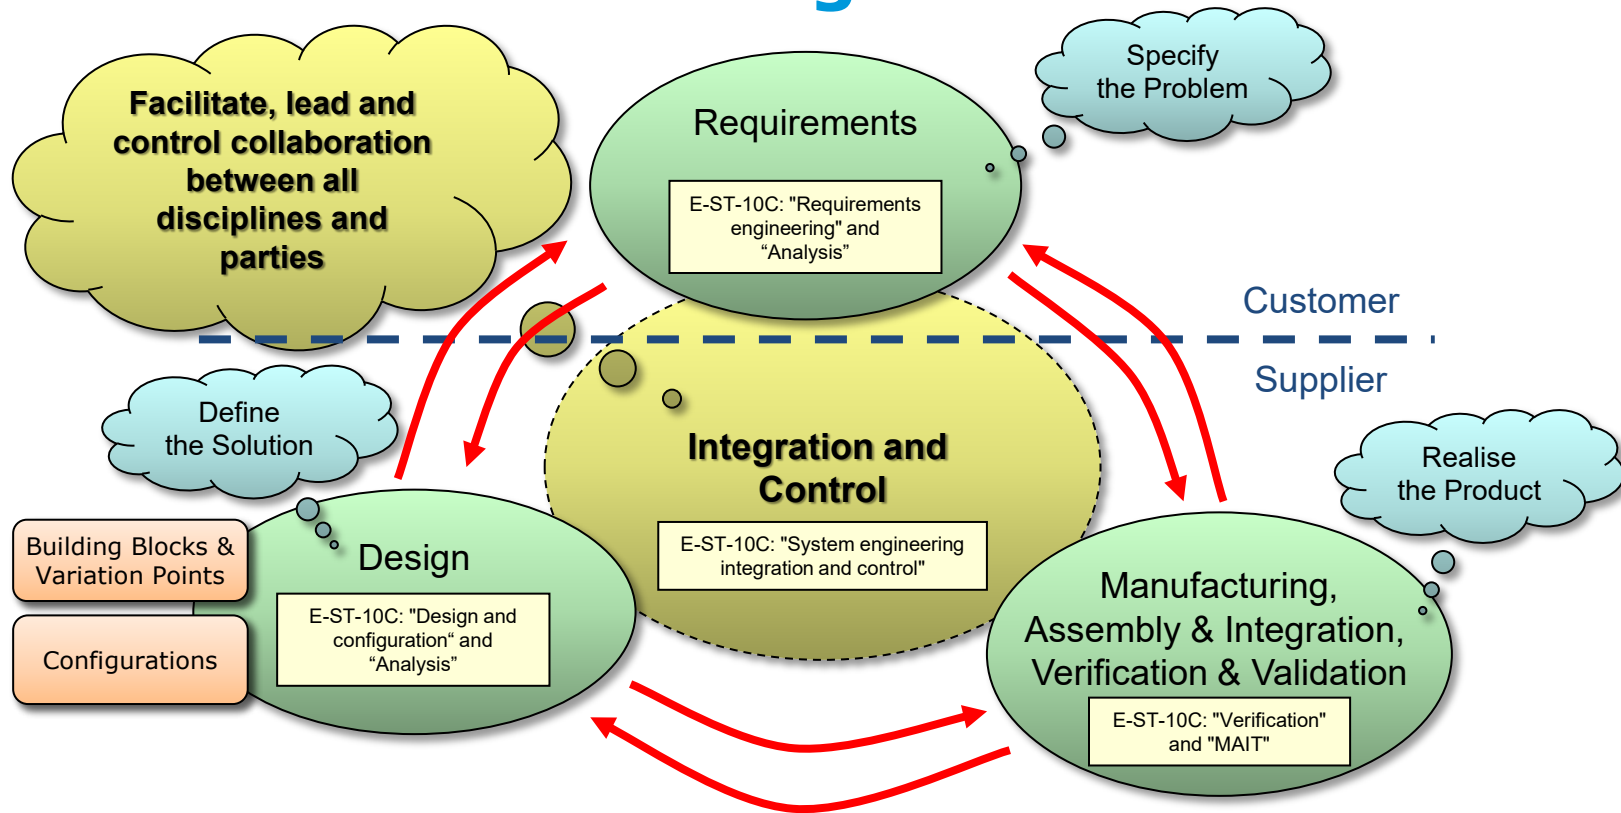 Specify
the Problem
Facilitate, lead and
control collaboration
between all
disciplines and
parties
Requirements
E-ST-10C: "Requirements
engineering" and
“Analysis”
Customer
Supplier
Define
the Solution
Integration and
Control
E-ST-10C: "System engineering
integration and control"
Realise
the Product
Building Blocks &
Variation Points
Configurations
Design
E-ST-10C: "Design and
configuration“ and
“Analysis”
Manufacturing,
Assembly & Integration,
Verification & Validation
E-ST-10C: "Verification"
and "MAIT"